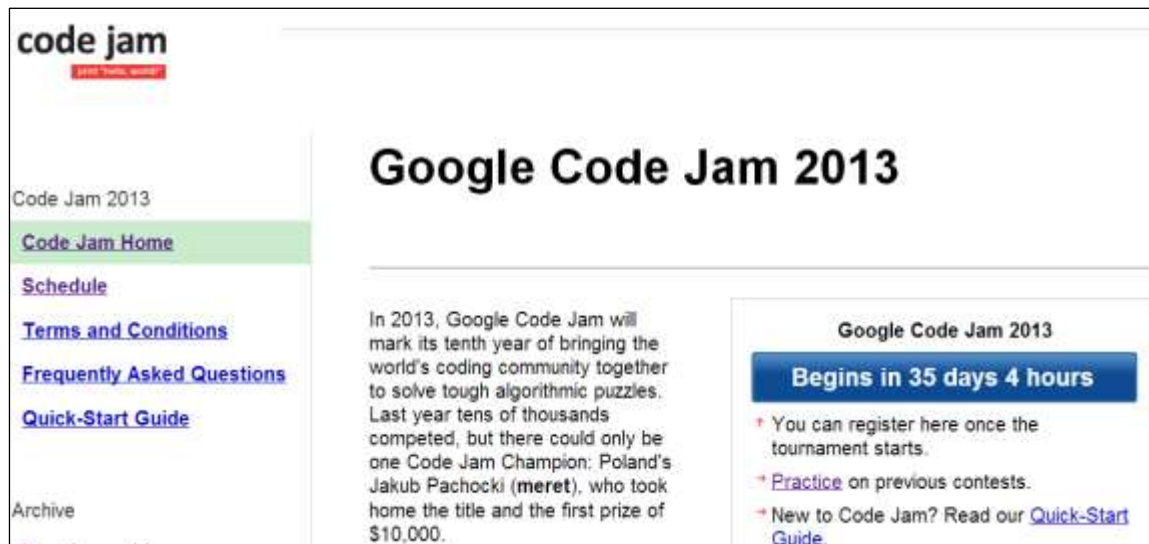 code jam
print "hello, world!"
Code Jam 2013
Code Jam Home
Schedule
Terms and Conditions
Frequently Asked Questions
Quick-Start Guide
Archive
Google Code Jam 2013
In 2013, Google Code Jam will
mark its tenth year of bringing the
world's coding community together
to solve tough algorithmic puzzles.
Last year tens of thousands
competed, but there could only be
one Code Jam Champion: Poland's
Jakub Pachocki (meret), who took
home the title and the first prize of
$10,000.
Google Code Jam 2013
Begins in 35 days 4 hours
You can register here once the
tournament starts.
Practice on previous contests.
New to Code Jam? Read our Quick-Start
Guide.